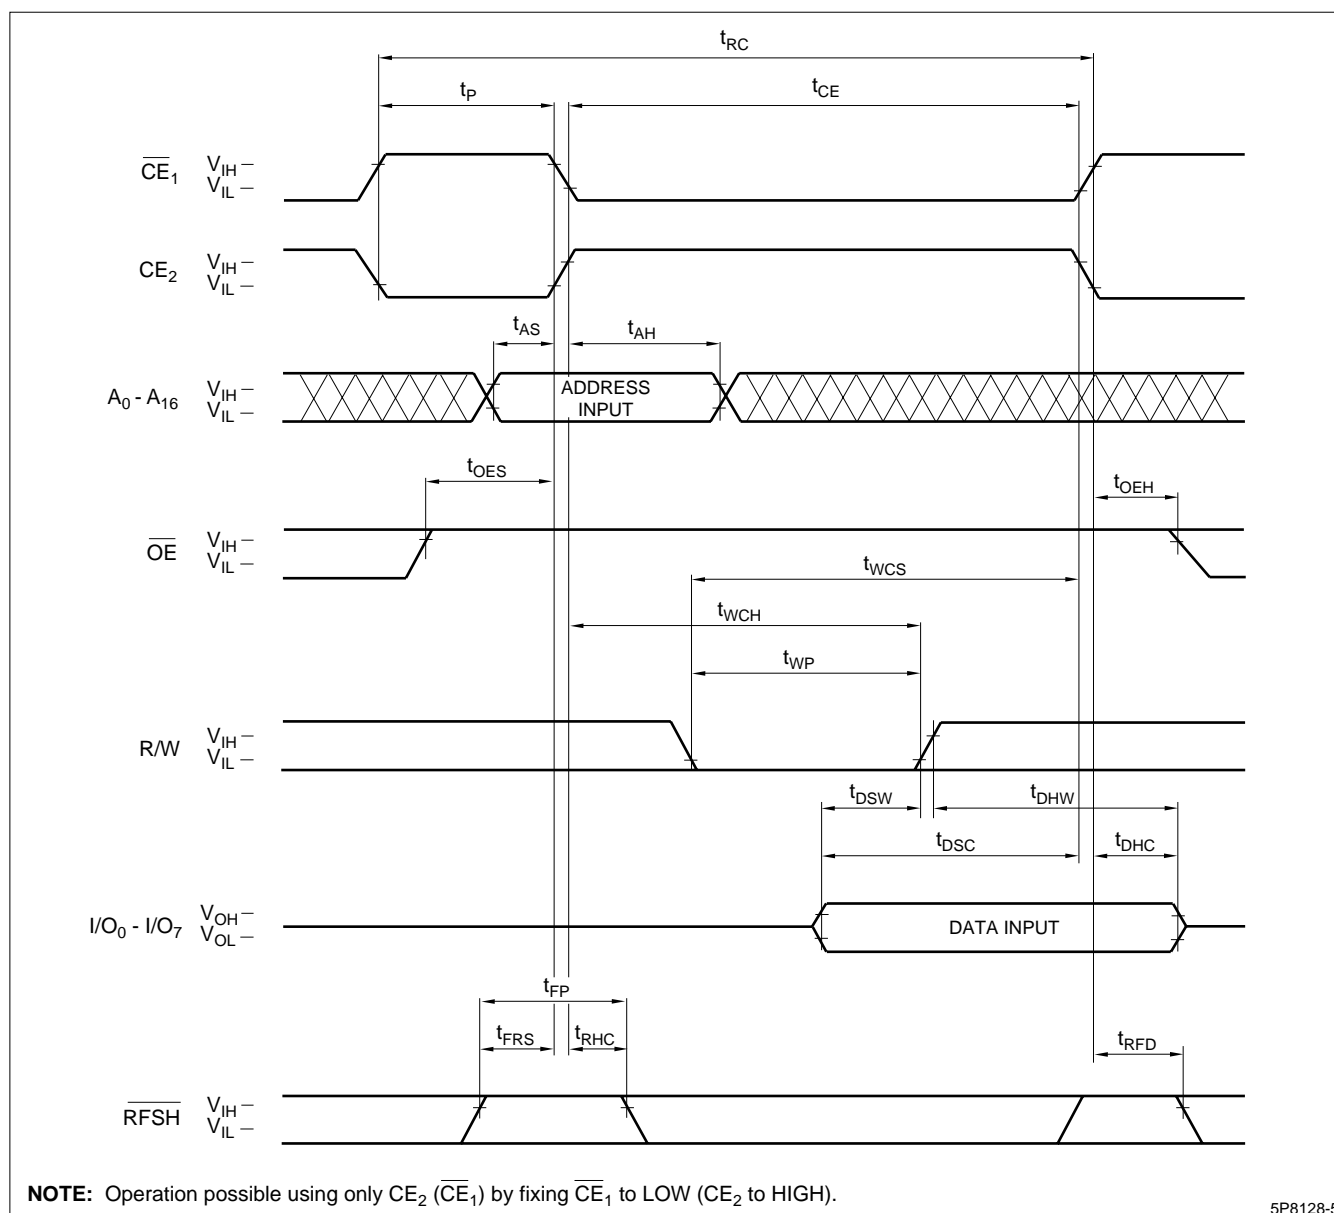 tRC
tP
tCE
CE1 VIH
VIL
CE2 VIH
VIL
tAS tAH
A0 - A16 VIH
VIL
ADDRESS
INPUT
tOES
tOEH
OE VIH
VIL
tWCS
tWCH
tWP
R/W VIH
VIL
tDSW tDHW
tDSC tDHC
I/O0 - I/O7 VOH
VOL
DATA INPUT
tFP
tFRS tRHC tRFD
RFSH VIH
VIL
NOTE: Operation possible using only CE2 (CE1) by fixing CE1 to LOW (CE2 to HIGH).